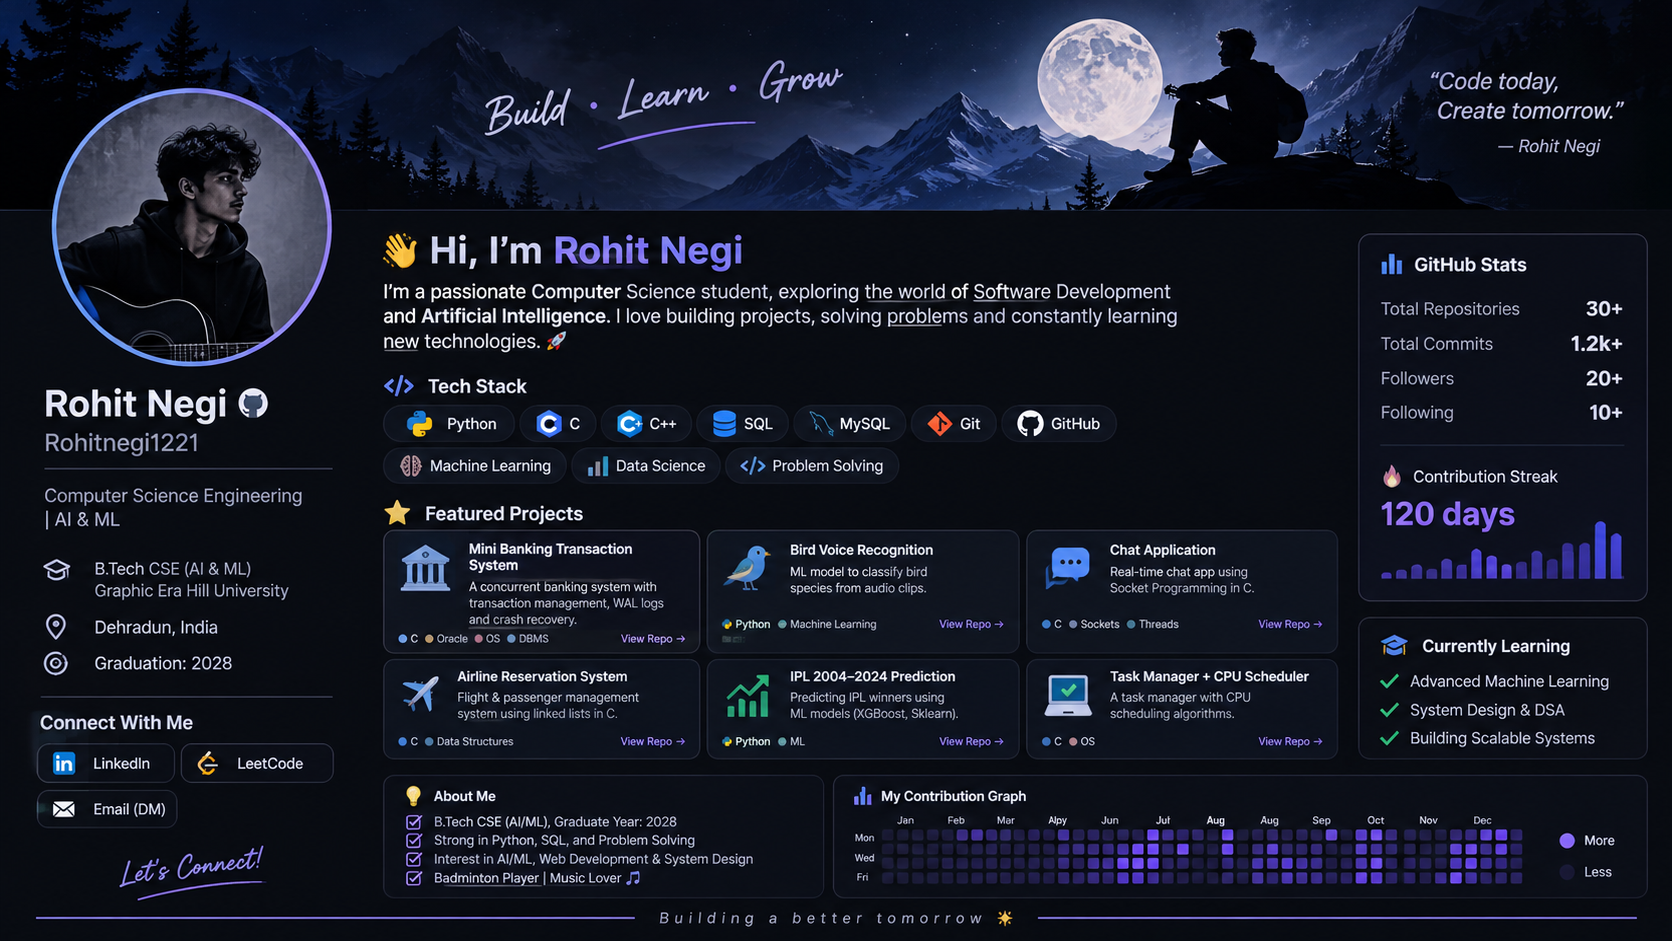 Build • Learn • Grow
“Code today,
Create tomorrow.”
— Rohit Negi
Rohit Negi
Rohitnegi1221
Computer Science Engineering
| AI & ML
B.Tech CSE (AI & ML)
Graphic Era Hill University
Dehradun, India
Graduation: 2028
Connect With Me
LinkedIn
LeetCode
Email (DM)
Let's Connect!
👋 Hi, I’m Rohit Negi
I’m a passionate Computer Science student, exploring the world of Software Development
and Artificial Intelligence. I love building projects, solving problems and constantly learning
new technologies. 🚀
</> Tech Stack
Python
C
C++
SQL
MySQL
Git
GitHub
Machine Learning
Data Science
</> Problem Solving
Featured Projects
Mini Banking Transaction
System
A concurrent banking system with
transaction management, WAL logs
and crash recovery.
C Oracle OS DBMS
View Repo →
Bird Voice Recognition
ML model to classify bird
species from audio clips.
Python Machine Learning
View Repo →
Chat Application
Real-time chat app using
Socket Programming in C.
C Sockets Threads
View Repo →
Airline Reservation System
Flight & passenger management
system using linked lists in C.
C Data Structures
View Repo →
IPL 2004–2024 Prediction
Predicting IPL winners using
ML models (XGBoost, Sklearn).
Python ML
View Repo →
Task Manager + CPU Scheduler
A task manager with CPU
scheduling algorithms.
C OS
View Repo →
GitHub Stats
Total Repositories 30+
Total Commits 1.2k+
Followers 20+
Following 10+
Contribution Streak
120 days
Currently Learning
Advanced Machine Learning
System Design & DSA
Building Scalable Systems
About Me
B.Tech CSE (AI/ML), Graduate Year: 2028
Strong in Python, SQL, and Problem Solving
Interest in AI/ML, Web Development & System Design
Badminton Player | Music Lover 🎵
My Contribution Graph
Jan Feb Mar Alpy Jun Jul Aug Aug Sep Oct Nov Dec
Mon
Wed
Fri
More
Less
Building a better tomorrow ☀️